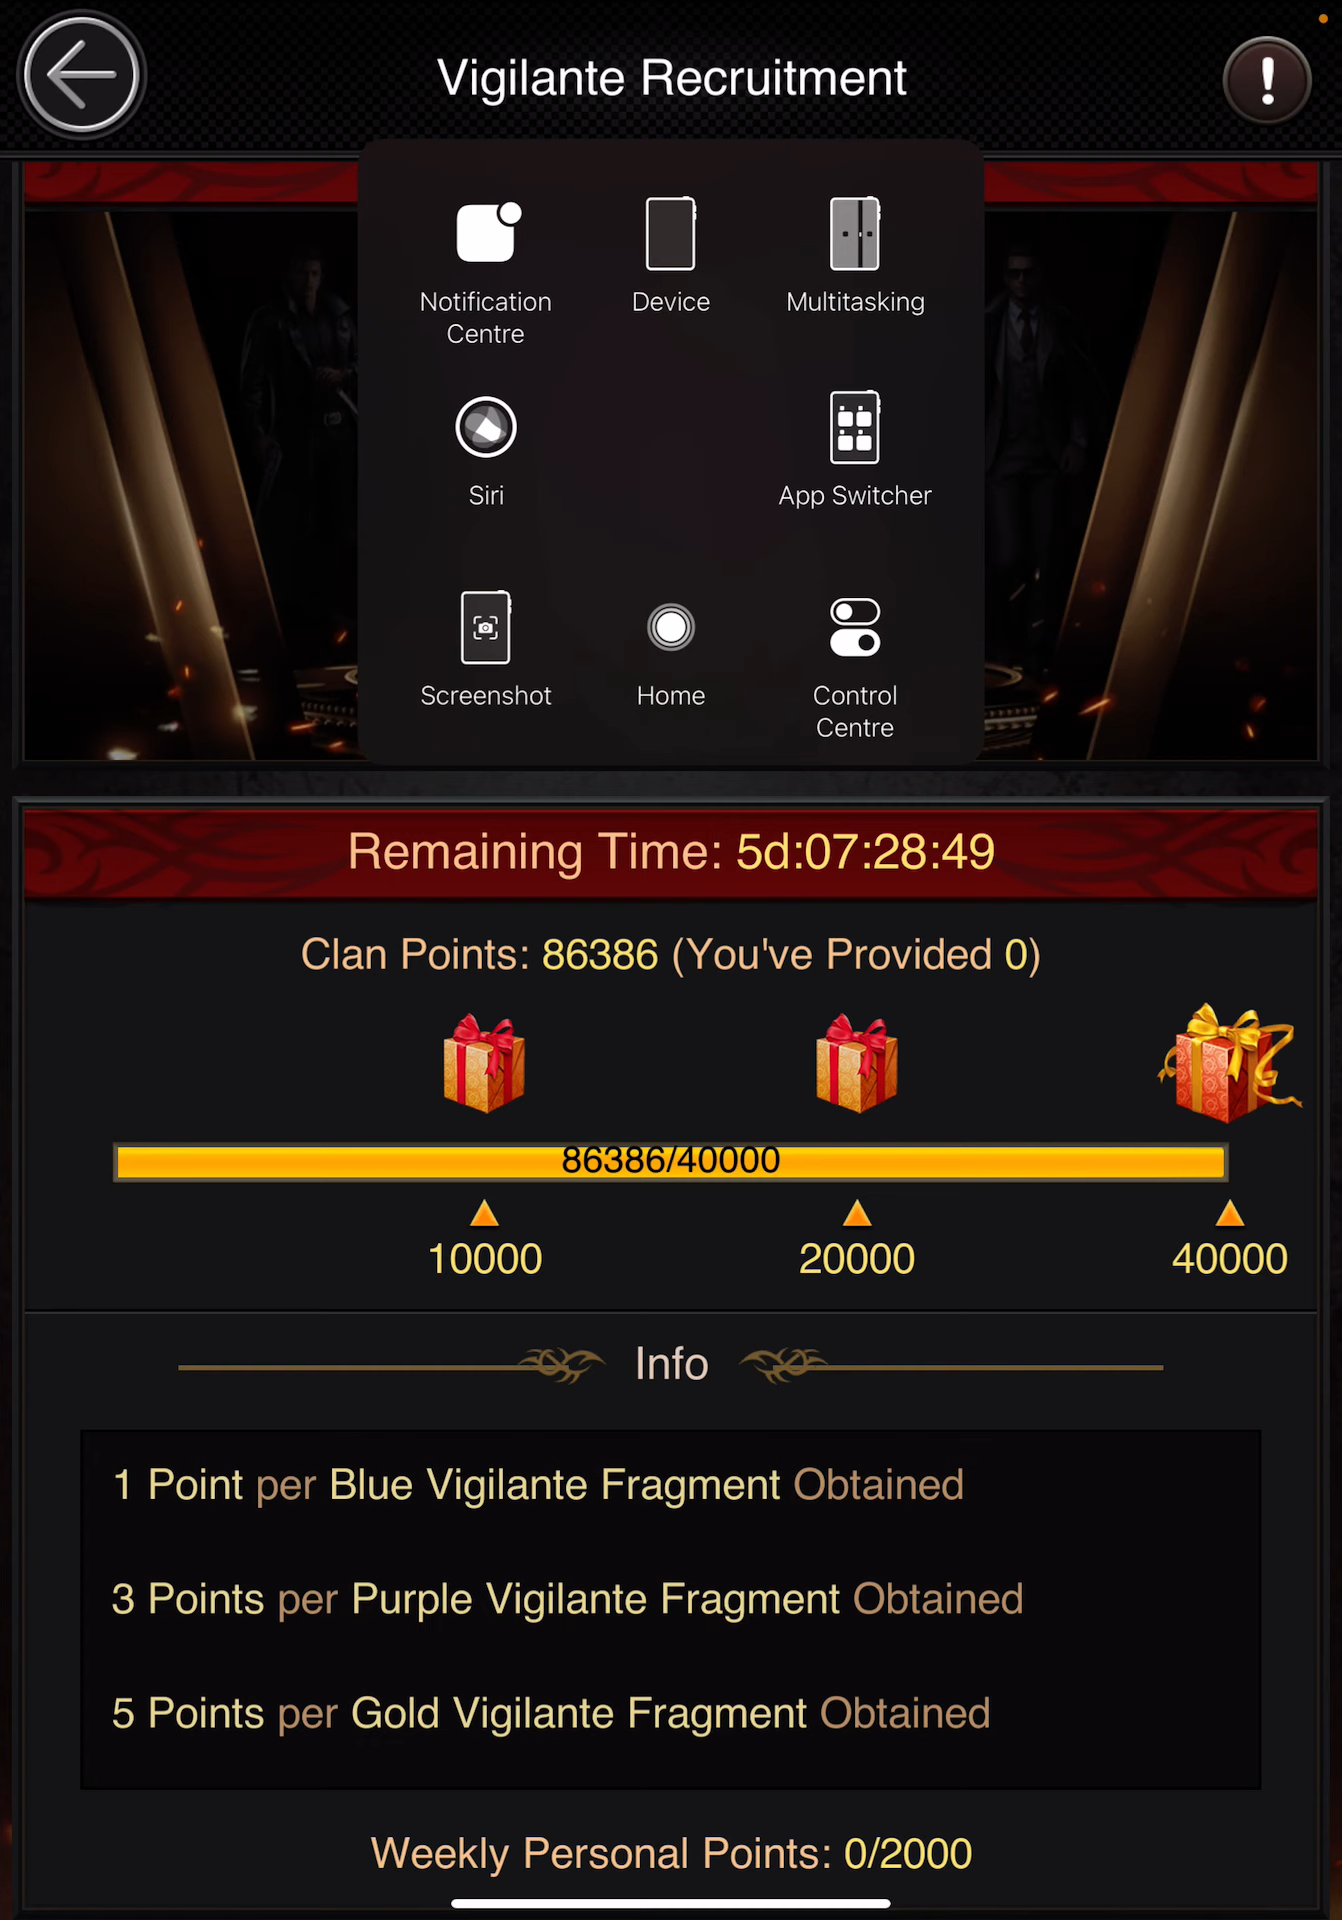 Vigilante Recruitment
Notification
Centre
Device
Multitasking
Siri
App Switcher
Screenshot
Home
Control
Centre
Remaining Time: 5d:07:28:49
Clan Points: 86386 (You've Provided 0)
86386/40000
10000
20000
40000
Info
1 Point per Blue Vigilante Fragment Obtained
3 Points per Purple Vigilante Fragment Obtained
5 Points per Gold Vigilante Fragment Obtained
Weekly Personal Points: 0/2000